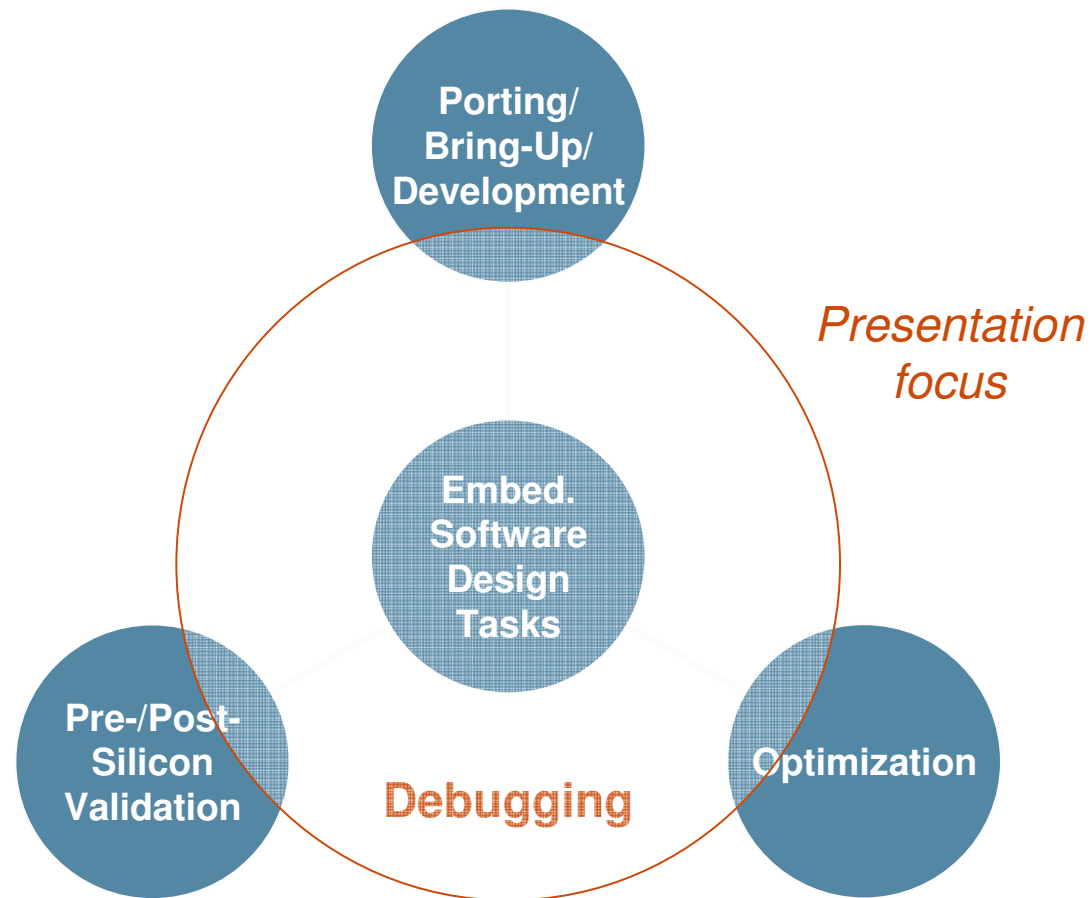 Porting/
Bring-Up/
Development
Presentation
focus
Embed.
Software
Design
Tasks
Pre-/Post-
Silicon
Validation
Optimization
Debugging